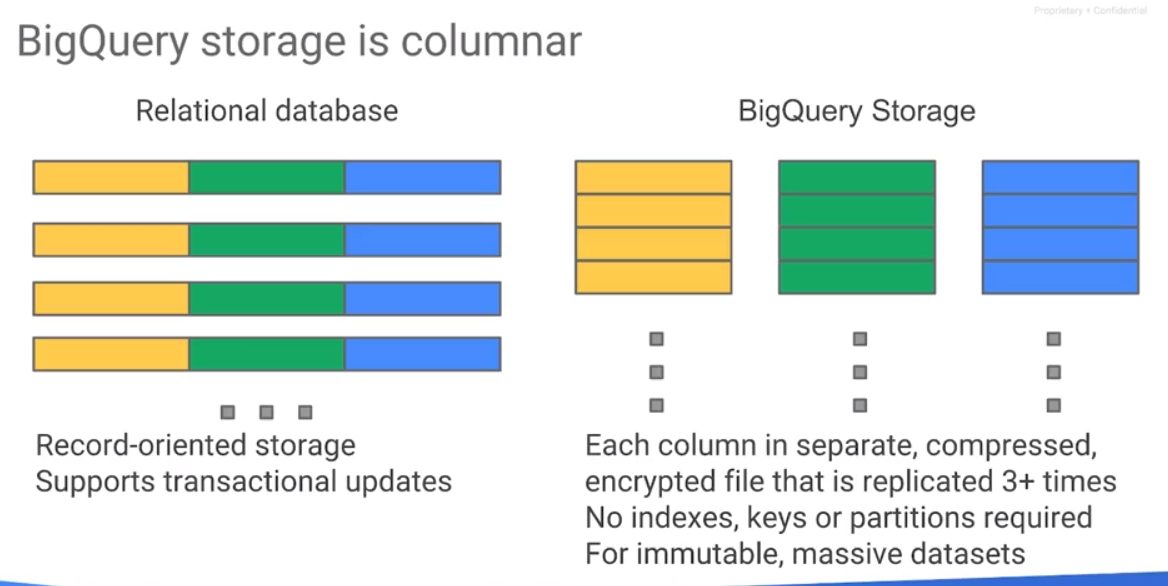 Proprietary + Confidential
BigQuery storage is columnar
Relational database
Record-oriented storage
Supports transactional updates
BigQuery Storage
Each column in separate, compressed,
encrypted file that is replicated 3+ times
No indexes, keys or partitions required
For immutable, massive datasets